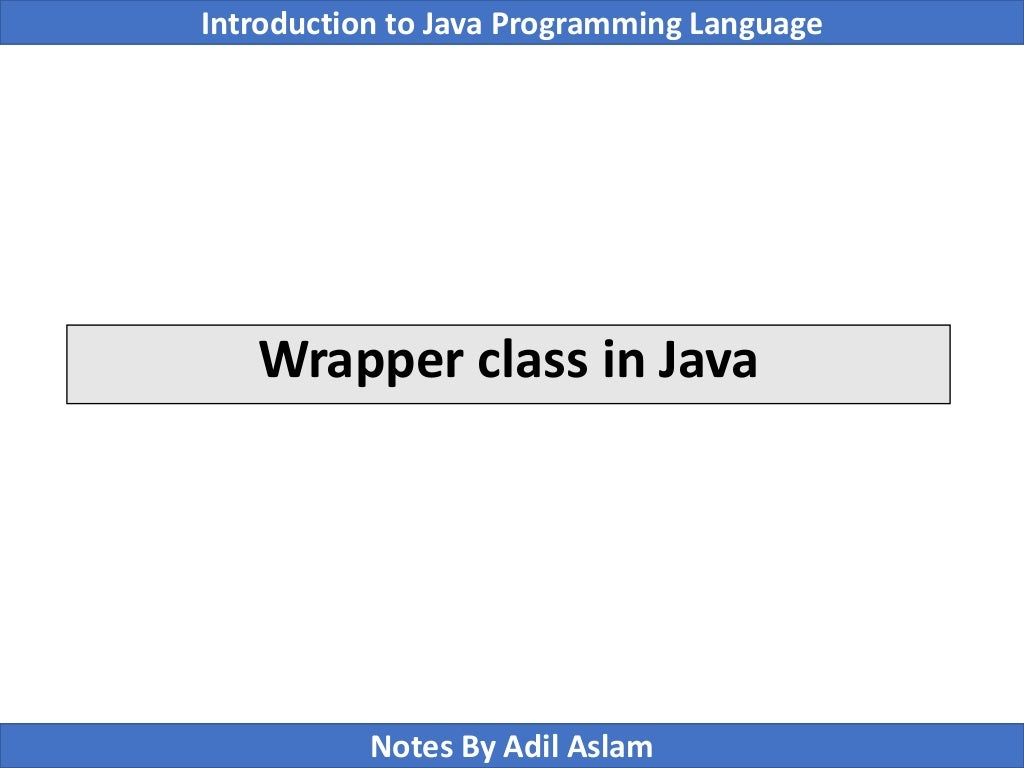 Introduction to Java Programming Language
Wrapper class in Java
Notes By Adil Aslam